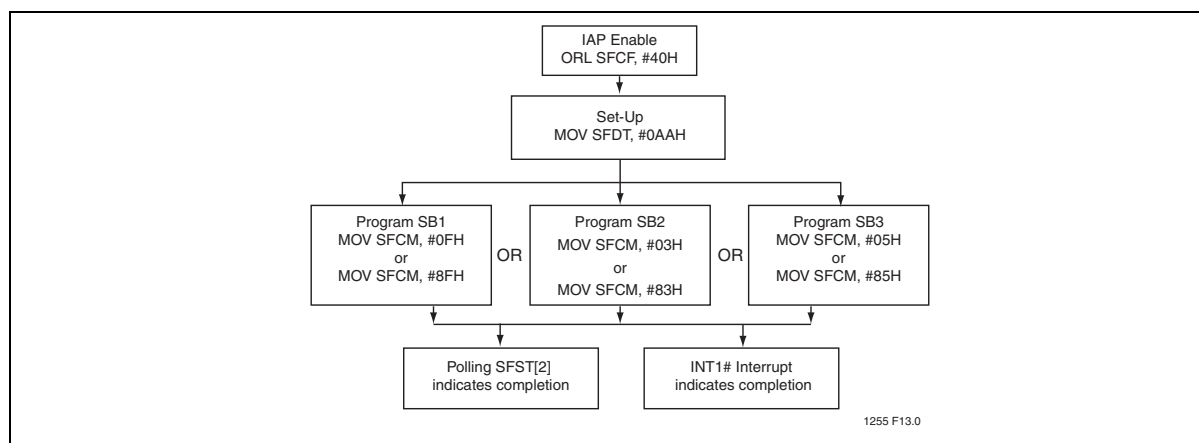 IAP Enable
ORL SFCF, #40H
Set-Up
MOV SFDT, #0AAH
Program SB1
MOV SFCM, #0FH
or
MOV SFCM, #8FH
OR
Program SB2
MOV SFCM, #03H
or
MOV SFCM, #83H
OR
Program SB3
MOV SFCM, #05H
or
MOV SFCM, #85H
Polling SFST[2]
indicates completion
INT1# Interrupt
indicates completion
1255 F13.0